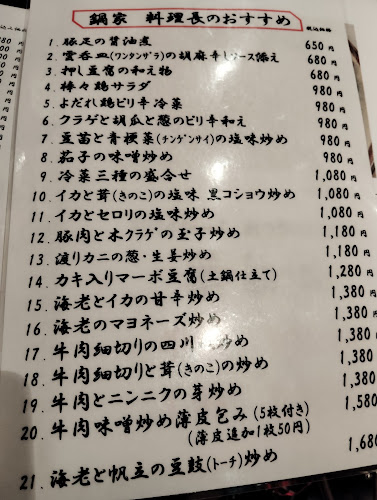 鍋家 料理長のおすすめ
税込価格
1. 豚足の醤油煮 650円
2. 雲呑皿(ワンタンザラ)の胡麻辛しソース添え 680円
3. 押し豆腐の和え物 680円
4. 棒々鶏サラダ 980円
5. よだれ鶏ピリ辛冷菜 980円
6. クラゲと胡瓜と葱のピリ辛和え 980円
7. 豆苗と青梗菜(チンゲンサイ)の塩味炒め 980円
8. 茄子の味噌炒め 980円
9. 冷菜三種の盛合せ 1,080円
10. イカと茸(きのこ)の塩味 黒コショウ炒め 1,080円
11. イカとセロリの塩味炒め 1,080円
12. 豚肉と木クラゲの玉子炒め 1,180円
13. 渡りカニの葱・生姜炒め 1,180円
14. カキ入りマーボ豆腐(土鍋仕立て) 1,280円
15. 海老とイカの甘辛炒め 1,380円
16. 海老のマヨネーズ炒め 1,380円
17. 牛肉細切りの四川炒め 1,380
18. 牛肉細切りと茸(きのこ)の炒め 1,380
19. 牛肉とニンニクの芽炒め 1,380
20. 牛肉味噌炒め薄皮包み(5枚付き) 1,580
(薄皮追加1枚50円)
21. 海老と帆立の豆豉(トーチ)炒め 1,680